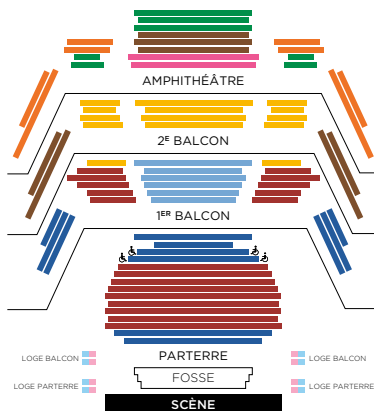 AMPHITHÉÂTRE
2E BALCON
1ER BALCON
PARTERRE
LOGE BALCON
LOGE BALCON
FOSSE
LOGE PARTERRE
LOGE PARTERRE
SCÈNE